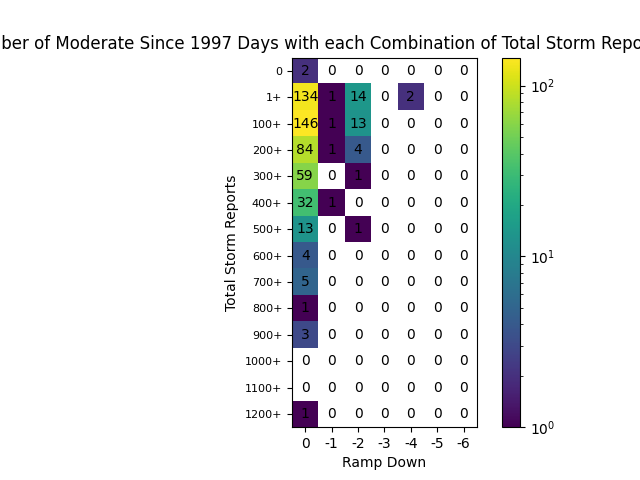 ber of Moderate Since 1997 Days with each Combination of Total Storm Repo
0 2 0 0 0 0 0 0
1+ 134 1 14 0 2 0 0
100+ 146 1 13 0 0 0 0
200+ 84 1 4 0 0 0 0
300+ 59 0 1 0 0 0 0
400+ 32 1 0 0 0 0 0
500+ 13 0 1 0 0 0 0
600+ 4 0 0 0 0 0 0
700+ 5 0 0 0 0 0 0
800+ 1 0 0 0 0 0 0
900+ 3 0 0 0 0 0 0
1000+ 0 0 0 0 0 0 0
1100+ 0 0 0 0 0 0 0
1200+ 1 0 0 0 0 0 0
0 -1 -2 -3 -4 -5 -6
Ramp Down
Total Storm Reports
10²
10¹
10⁰